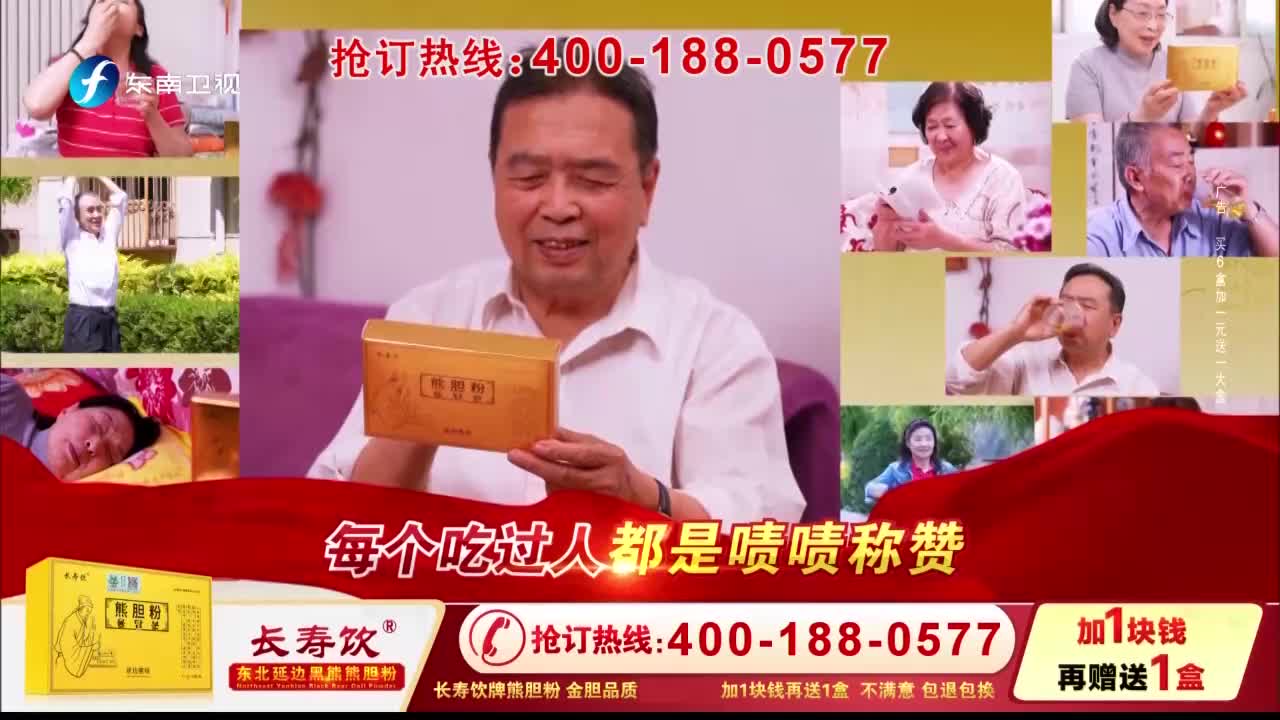 抢订热线:400-188-0577
东南卫视
广告 买6盒加一元送一大盒
熊胆粉
每个吃过人都是啧啧称赞
长寿饮
熊胆粉
长寿饮®
东北延边黑熊熊胆粉
Northeast Yanbian Black Bear Gall Powder
抢订热线:400-188-0577
长寿饮牌熊胆粉 金胆品质 加1块钱再送1盒 不满意 包退包换
加1块钱
再赠送1盒